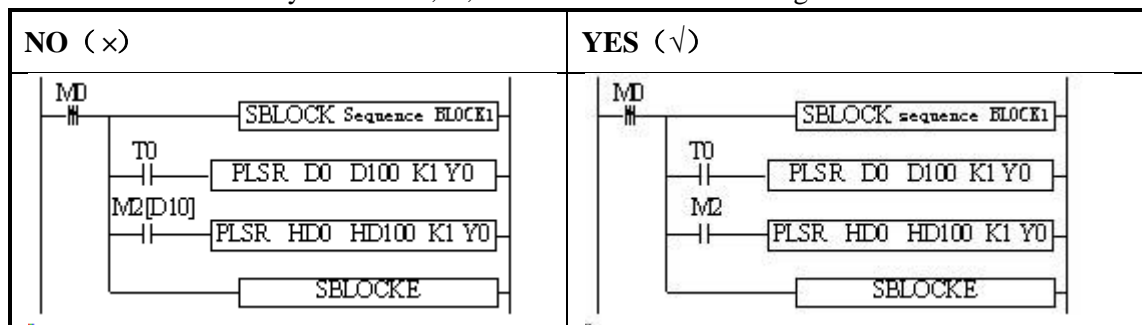 NO （×）
YES （√）
M0
SBLOCK Sequence BLOCK1
T0
PLSR D0 D100 K1 Y0
M2[D10]
PLSR HD0 HD100 K1 Y0
SBLOCKE
M0
SBLOCK sequence BLOCK1
T0
PLSR D0 D100 K1 Y0
M2
PLSR HD0 HD100 K1 Y0
SBLOCKE